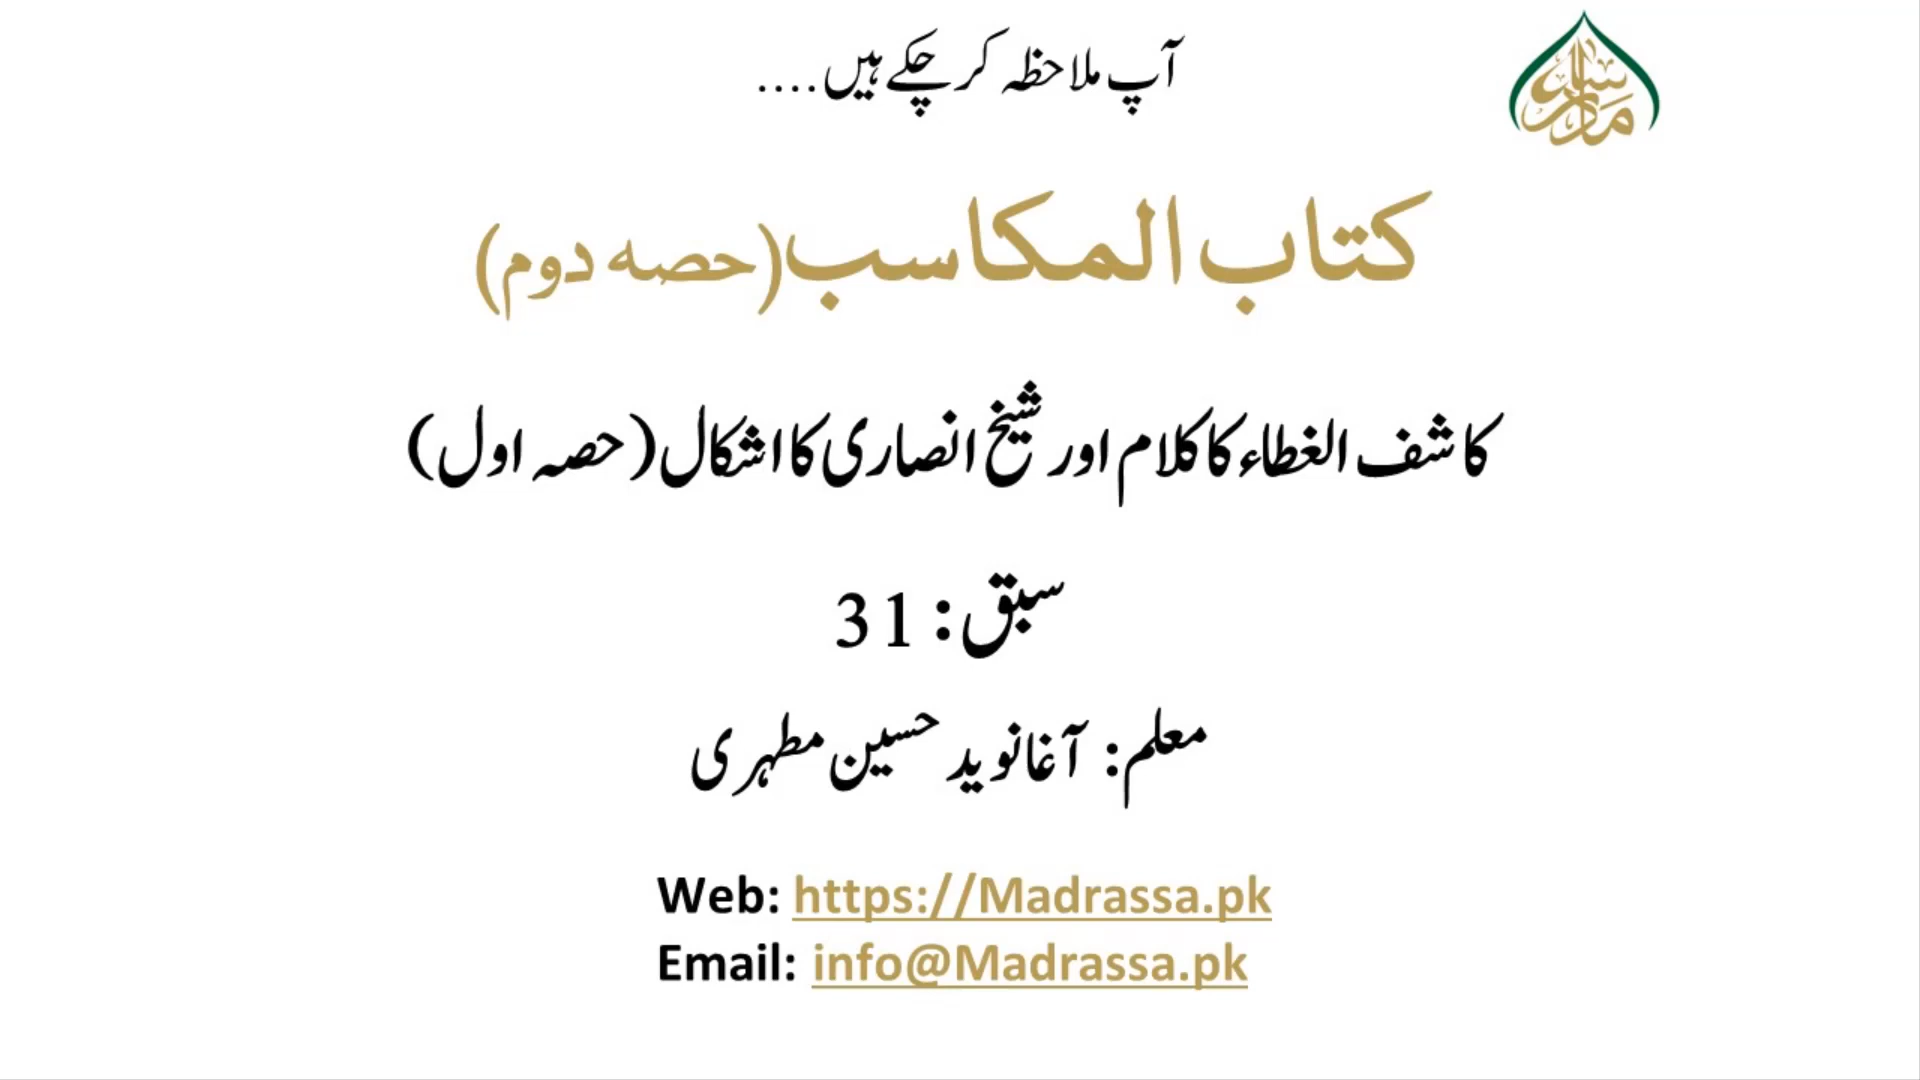 آپ ملاحظہ کر چکے ہیں....
مدرسہ
کتاب المکاسب(حصہ دوم)
کاشف الغطاء کا کلام اور شیخ انصاری کا اشکال(حصہ اول)
سبق: 31
معلم: آغا نوید حسین مطہری
Web: https://Madrassa.pk
Email: info@Madrassa.pk